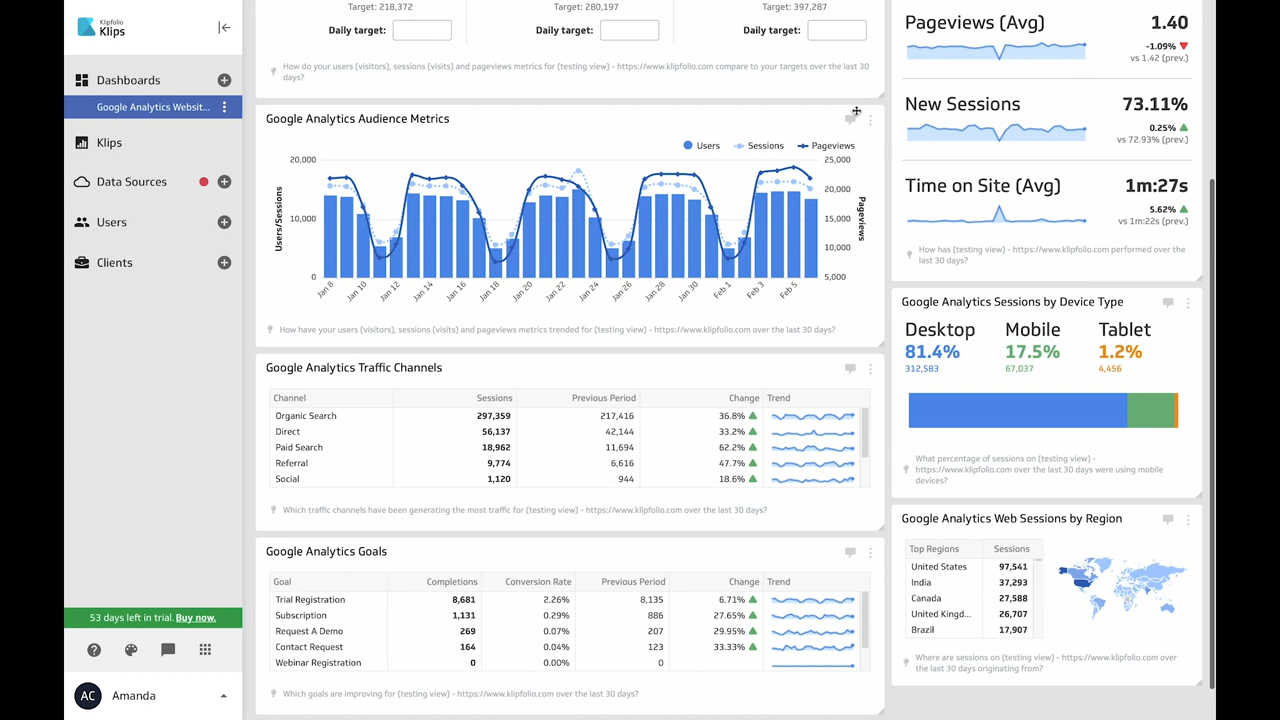 Klipfolio
Klips
Dashboards
Google Analytics Websit...
Klips
Data Sources
Users
Clients
53 days left in trial. Buy now.
AC
Amanda
Target: 218,372
Target: 280,197
Target: 397,287
Daily target:
Daily target:
Daily target:
How do your users (visitors), sessions (visits) and pageviews metrics for (testing view) - https://www.klipfolio.com compare to your targets over the last 30
days?
Google Analytics Audience Metrics
Users Sessions Pageviews
20,000
10,000
0
Users/Sessions
25,000
20,000
15,000
10,000
5,000
Pageviews
Jan 8
Jan 10
Jan 12
Jan 14
Jan 16
Jan 18
Jan 20
Jan 22
Jan 24
Jan 26
Jan 28
Jan 30
Feb 1
Feb 3
Feb 5
How have your users (visitors), sessions (visits) and pageviews metrics trended for (testing view) - https://www.klipfolio.com over the last 30 days?
Google Analytics Traffic Channels
Channel Sessions Previous Period Change Trend
Organic Search 297,359 217,416 36.8%
Direct 56,137 42,144 33.2%
Paid Search 18,962 11,694 62.2%
Referral 9,774 6,616 47.7%
Social 1,120 944 18.6%
Which traffic channels have been generating the most traffic for (testing view) - https://www.klipfolio.com over the last 30 days?
Google Analytics Goals
Goal Completions Conversion Rate Previous Period Change Trend
Trial Registration 8,681 2.26% 8,135 6.71%
Subscription 1,131 0.29% 886 27.65%
Request A Demo 269 0.07% 207 29.95%
Contact Request 164 0.04% 123 33.33%
Webinar Registration 0 0.00% 0
Which goals are improving for (testing view) - https://www.klipfolio.com over the last 30 days?
Pageviews (Avg) 1.40
-1.09%
vs 1.42 (prev.)
New Sessions 73.11%
0.25%
vs 72.93% (prev.)
Time on Site (Avg) 1m:27s
5.62%
vs 1m:22s (prev.)
How has (testing view) - https://www.klipfolio.com performed over the
last 30 days?
Google Analytics Sessions by Device Type
Desktop Mobile Tablet
81.4% 17.5% 1.2%
312,583 67,037 4,456
What percentage of sessions on (testing view) -
https://www.klipfolio.com over the last 30 days were using mobile
devices?
Google Analytics Web Sessions by Region
Top Regions Sessions
United States 97,541
India 37,293
Canada 27,588
United Kingd... 26,707
Brazil 17,907
Where are sessions on (testing view) - https://www.klipfolio.com over
the last 30 days originating from?